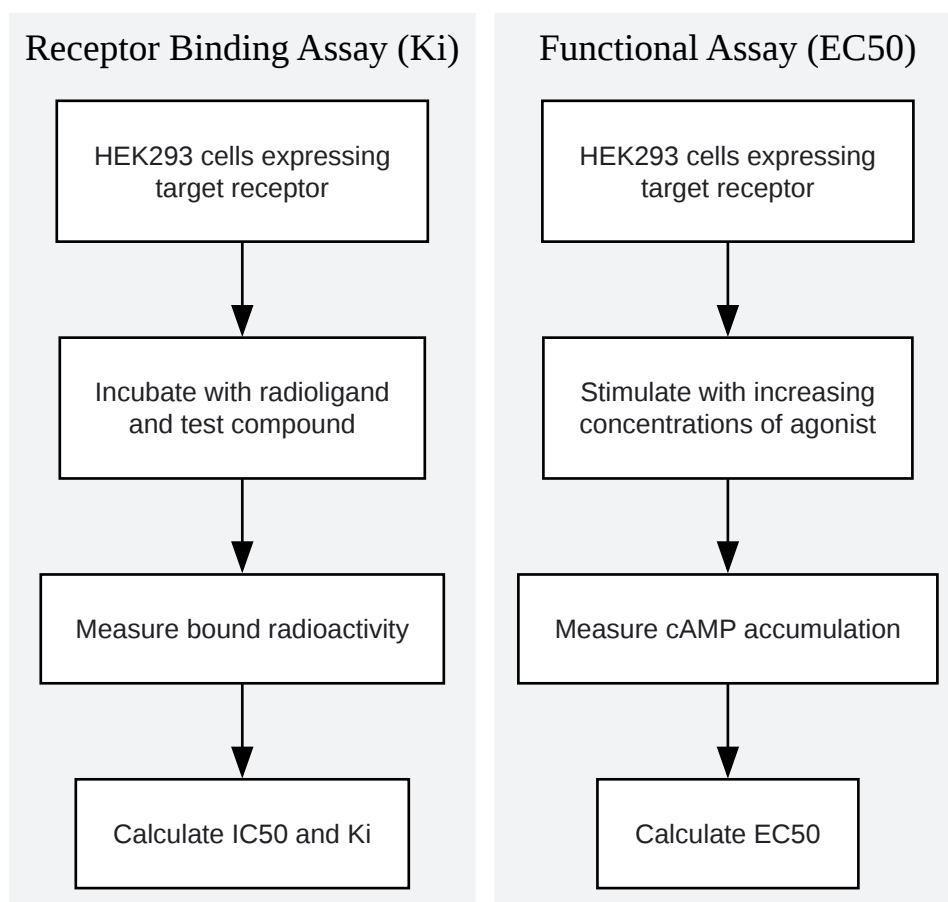 Receptor Binding Assay (Ki)
HEK293 cells expressing
target receptor
Incubate with radioligand
and test compound
Measure bound radioactivity
Calculate IC50 and Ki
Functional Assay (EC50)
HEK293 cells expressing
target receptor
Stimulate with increasing
concentrations of agonist
Measure cAMP accumulation
Calculate EC50